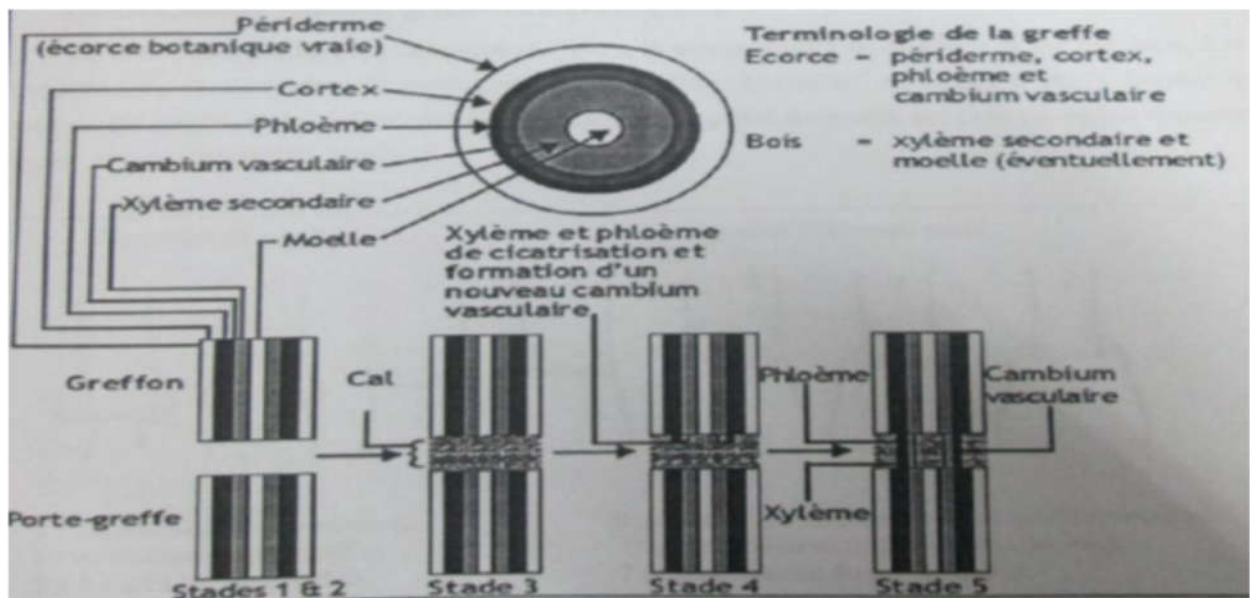 Périderme
(écorce botanique vraie)
Cortex
Phloème
Cambium vasculaire
Xylème secondaire
Moelle
Terminologie de la greffe
Ecorce - périderme, cortex,
phloème et
cambium vasculaire
Bois - xylème secondaire et
moelle (éventuellement)
Xylème et phloème
de cicatrisation et
formation d'un
nouveau cambium
vasculaire
Greffon
Cal
Phloème
Cambium
vasculaire
Porte-greffe
Xylème
Stades 1 & 2
Stade 3
Stade 4
Stade 5